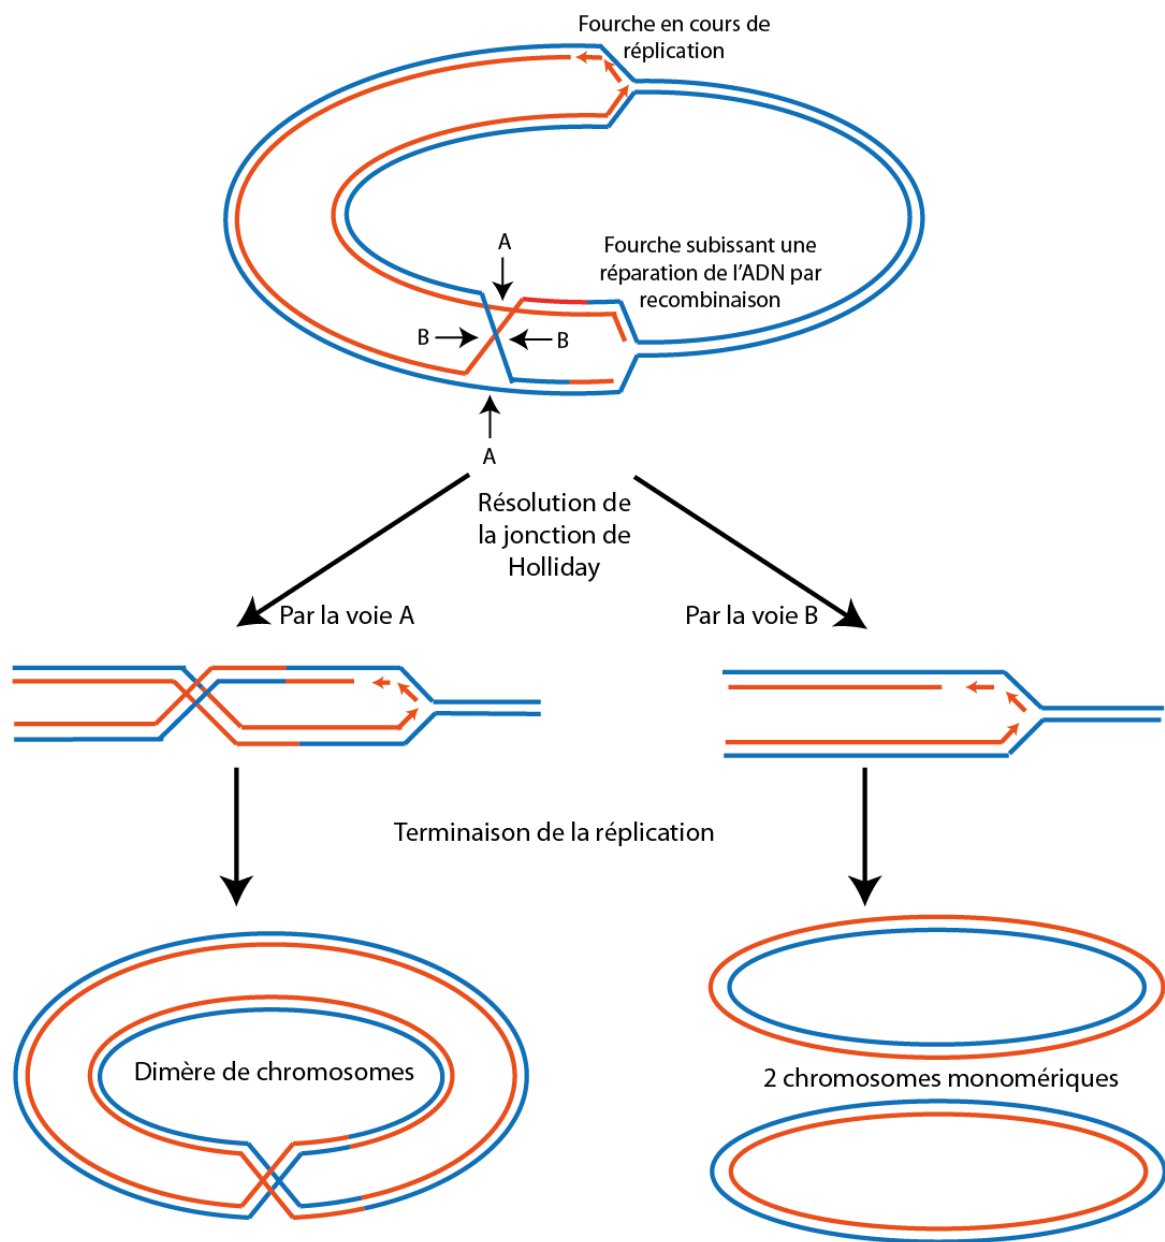 Fourche en cours de
réplication
A
Fourche subissant une
réparation de l'ADN par
recombinaison
B
B
A
Résolution de
la jonction de
Holliday
Par la voie A
Par la voie B
Terminaison de la réplication
Dimère de chromosomes
2 chromosomes monomériques